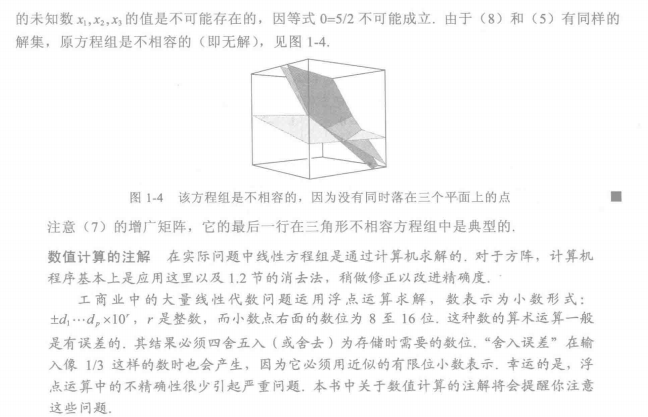 的未知数 x₁,x₂,x₃ 的值是不可能存在的，因等式 0=5/2 不可能成立. 由于（8）和（5）有同样的
解集，原方程组是不相容的（即无解），见图 1-4.
图 1-4 该方程组是不相容的，因为没有同时落在三个平面上的点 ■
注意（7）的增广矩阵，它的最后一行在三角形不相容方程组中是典型的.
数值计算的注解 在实际问题中线性方程组是通过计算机求解的. 对于方阵，计算机
程序基本上是应用这里以及 1.2 节的消去法，稍做修正以改进精确度.
工商业中的大量线性代数问题运用浮点运算求解，数表示为小数形式：
±d₁⋯dₚ×10ʳ，r 是整数，而小数点右面的数位为 8 至 16 位. 这种数的算术运算一般
是有误差的. 其结果必须四舍五入（或舍去）为存储时需要的数位. “舍入误差” 在输
入像 1/3 这样的数时也会产生，因为它必须用近似的有限位小数表示. 幸运的是，浮
点运算中的不精确性很少引起严重问题. 本书中关于数值计算的注解将会提醒你注意
这些问题.